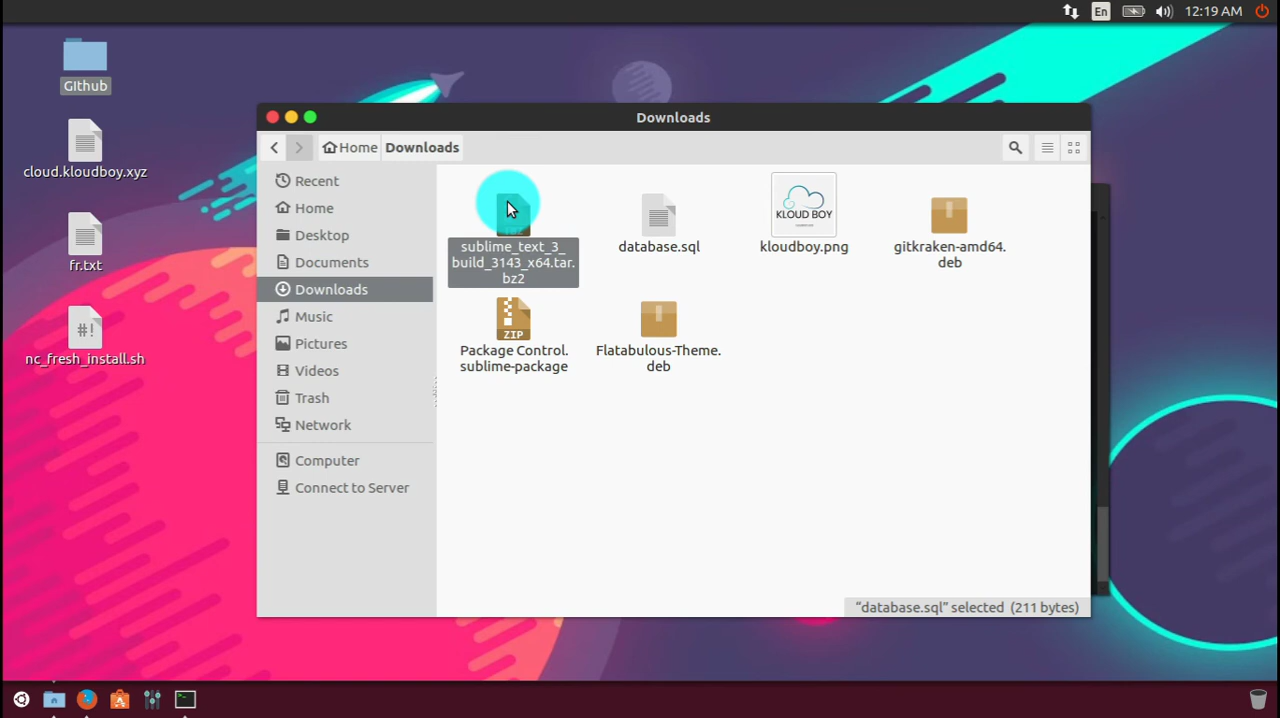 En
12:19 AM
GIthub
cloud.kloudboy.xyz
fr.txt
#!
nc_fresh_install.sh
Downloads
Home
Downloads
Recent
Home
Desktop
Documents
Downloads
Music
Pictures
Videos
Trash
Network
Computer
Connect to Server
sublime_text_3_
build_3143_x64.tar.
bz2
database.sql
KLOUD BOY
kloudboy.png
gitkraken-amd64.
deb
ZIP
Package Control.
sublime-package
Flatabulous-Theme.
deb
“database.sql” selected (211 bytes)